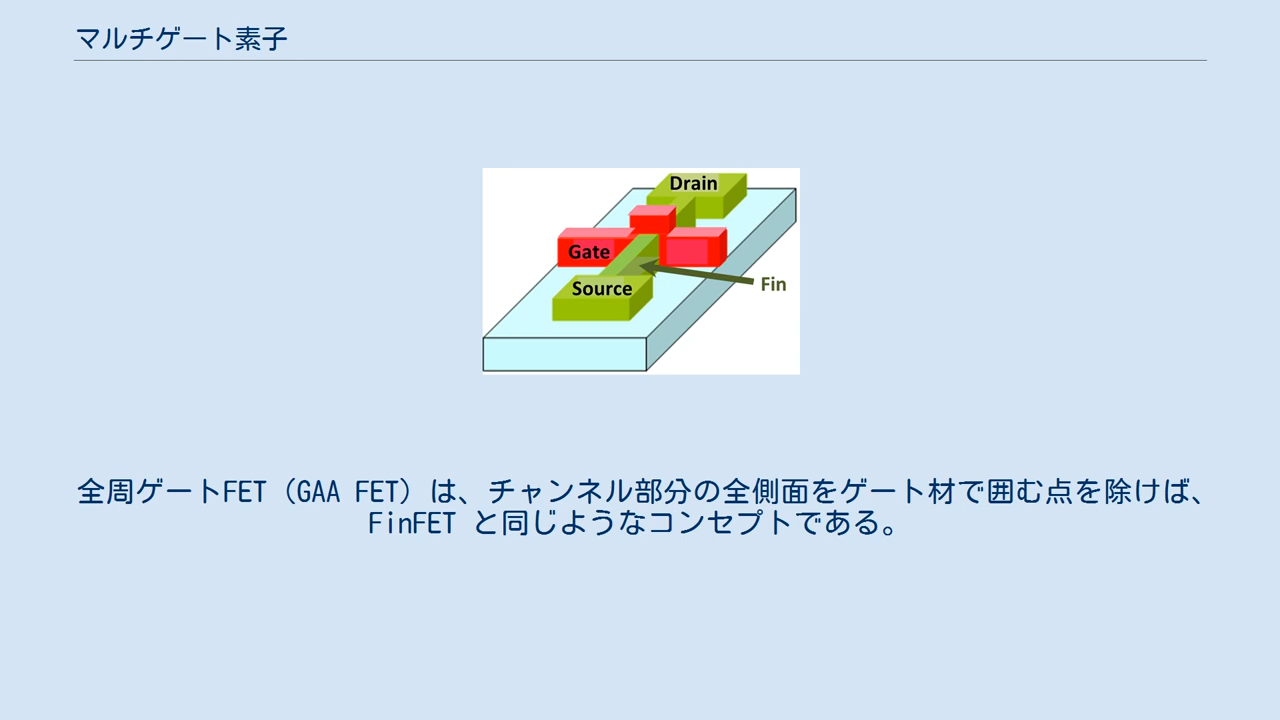 マルチゲート素子
Drain
Gate
Source
Fin
全周ゲートFET（GAA FET）は、チャンネル部分の全側面をゲート材で囲む点を除けば、
FinFET と同じようなコンセプトである。